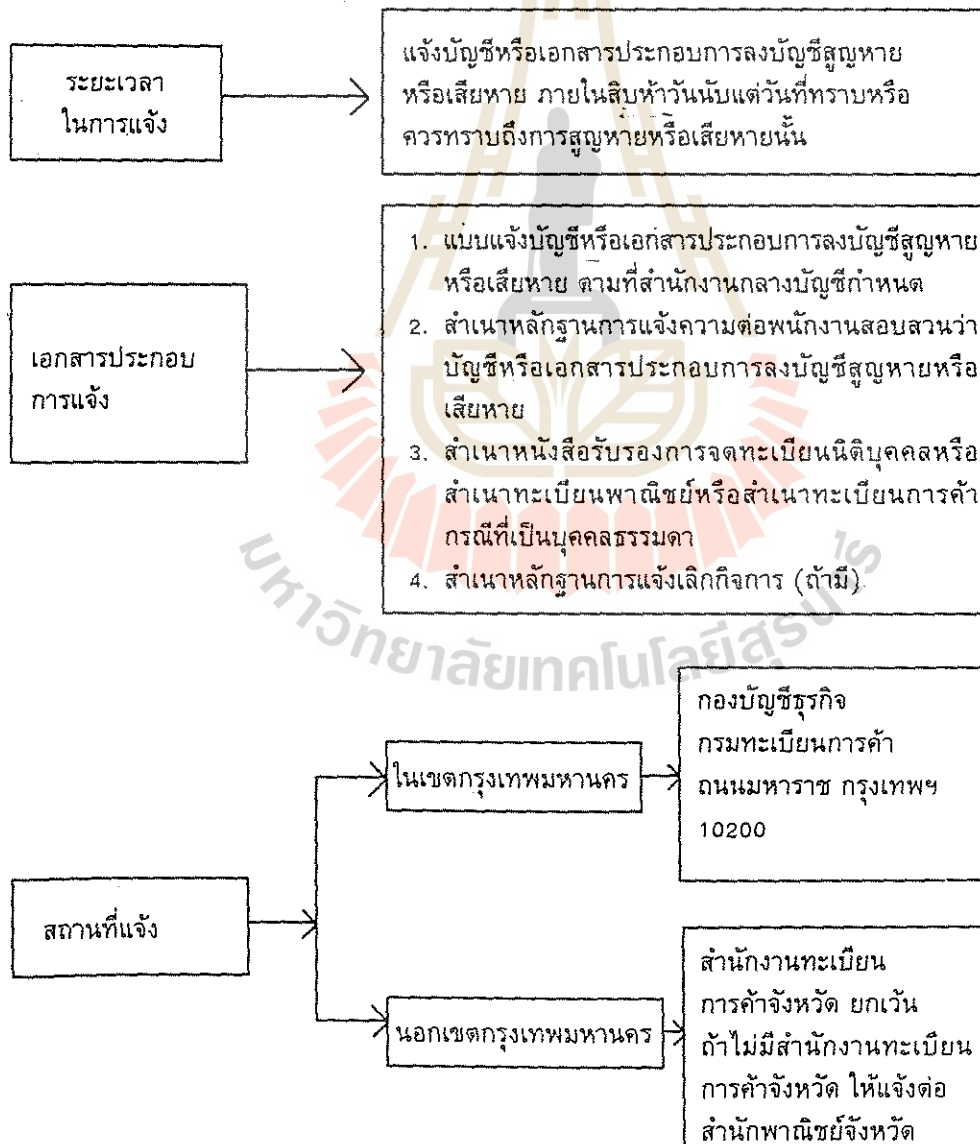 ระยะเวลา
ในการแจ้ง
แจ้งบัญชีหรือเอกสารประกอบการลงบัญชีสูญหาย
หรือเสียหาย ภายในสิบห้าวันนับแต่วันที่ทราบหรือ
ควรทราบถึงการสูญหายหรือเสียหายนั้น
เอกสารประกอบ
การแจ้ง
1. แบบแจ้งบัญชีหรือเอกสารประกอบการลงบัญชีสูญหาย
หรือเสียหาย ตามที่สำนักงานกลางบัญชีกำหนด
2. สำเนาหลักฐานการแจ้งความต่อพนักงานสอบสวนว่า
บัญชีหรือเอกสารประกอบการลงบัญชีสูญหายหรือ
เสียหาย
3. สำเนาหนังสือรับรองการจดทะเบียนนิติบุคคลหรือ
สำเนาทะเบียนพาณิชย์หรือสำเนาทะเบียนการค้า
กรณีที่เป็นบุคคลธรรมดา
4. สำเนาหลักฐานการแจ้งเลิกกิจการ (ถ้ามี)
มหาวิทยาลัยเทคโนโลยีสุรนารี
สถานที่แจ้ง
ในเขตกรุงเทพมหานคร
กองบัญชีธุรกิจ
กรมทะเบียนการค้า
ถนนมหาราช กรุงเทพฯ
10200
นอกเขตกรุงเทพมหานคร
สำนักงานทะเบียน
การค้าจังหวัด ยกเว้น
ถ้าไม่มีสำนักงานทะเบียน
การค้าจังหวัด ให้แจ้งต่อ
สำนักพาณิชย์จังหวัด